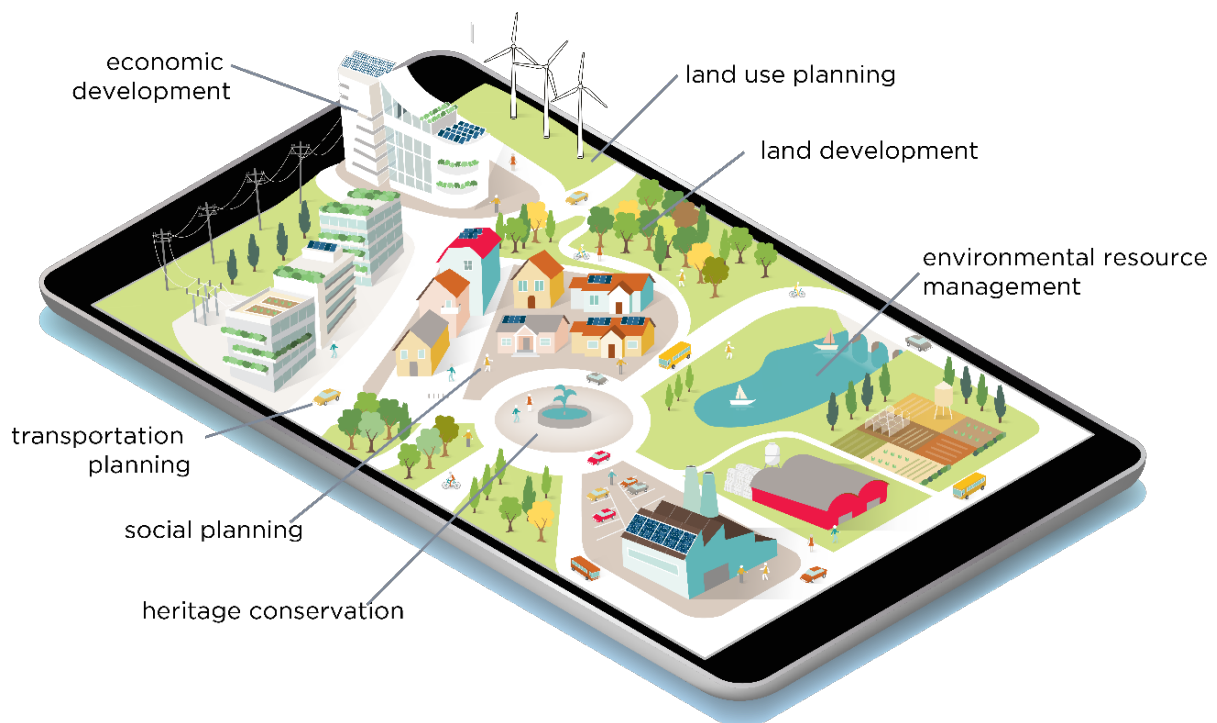 economic
development
land use planning
land development
environmental resource
management
transportation
planning
social planning
heritage conservation